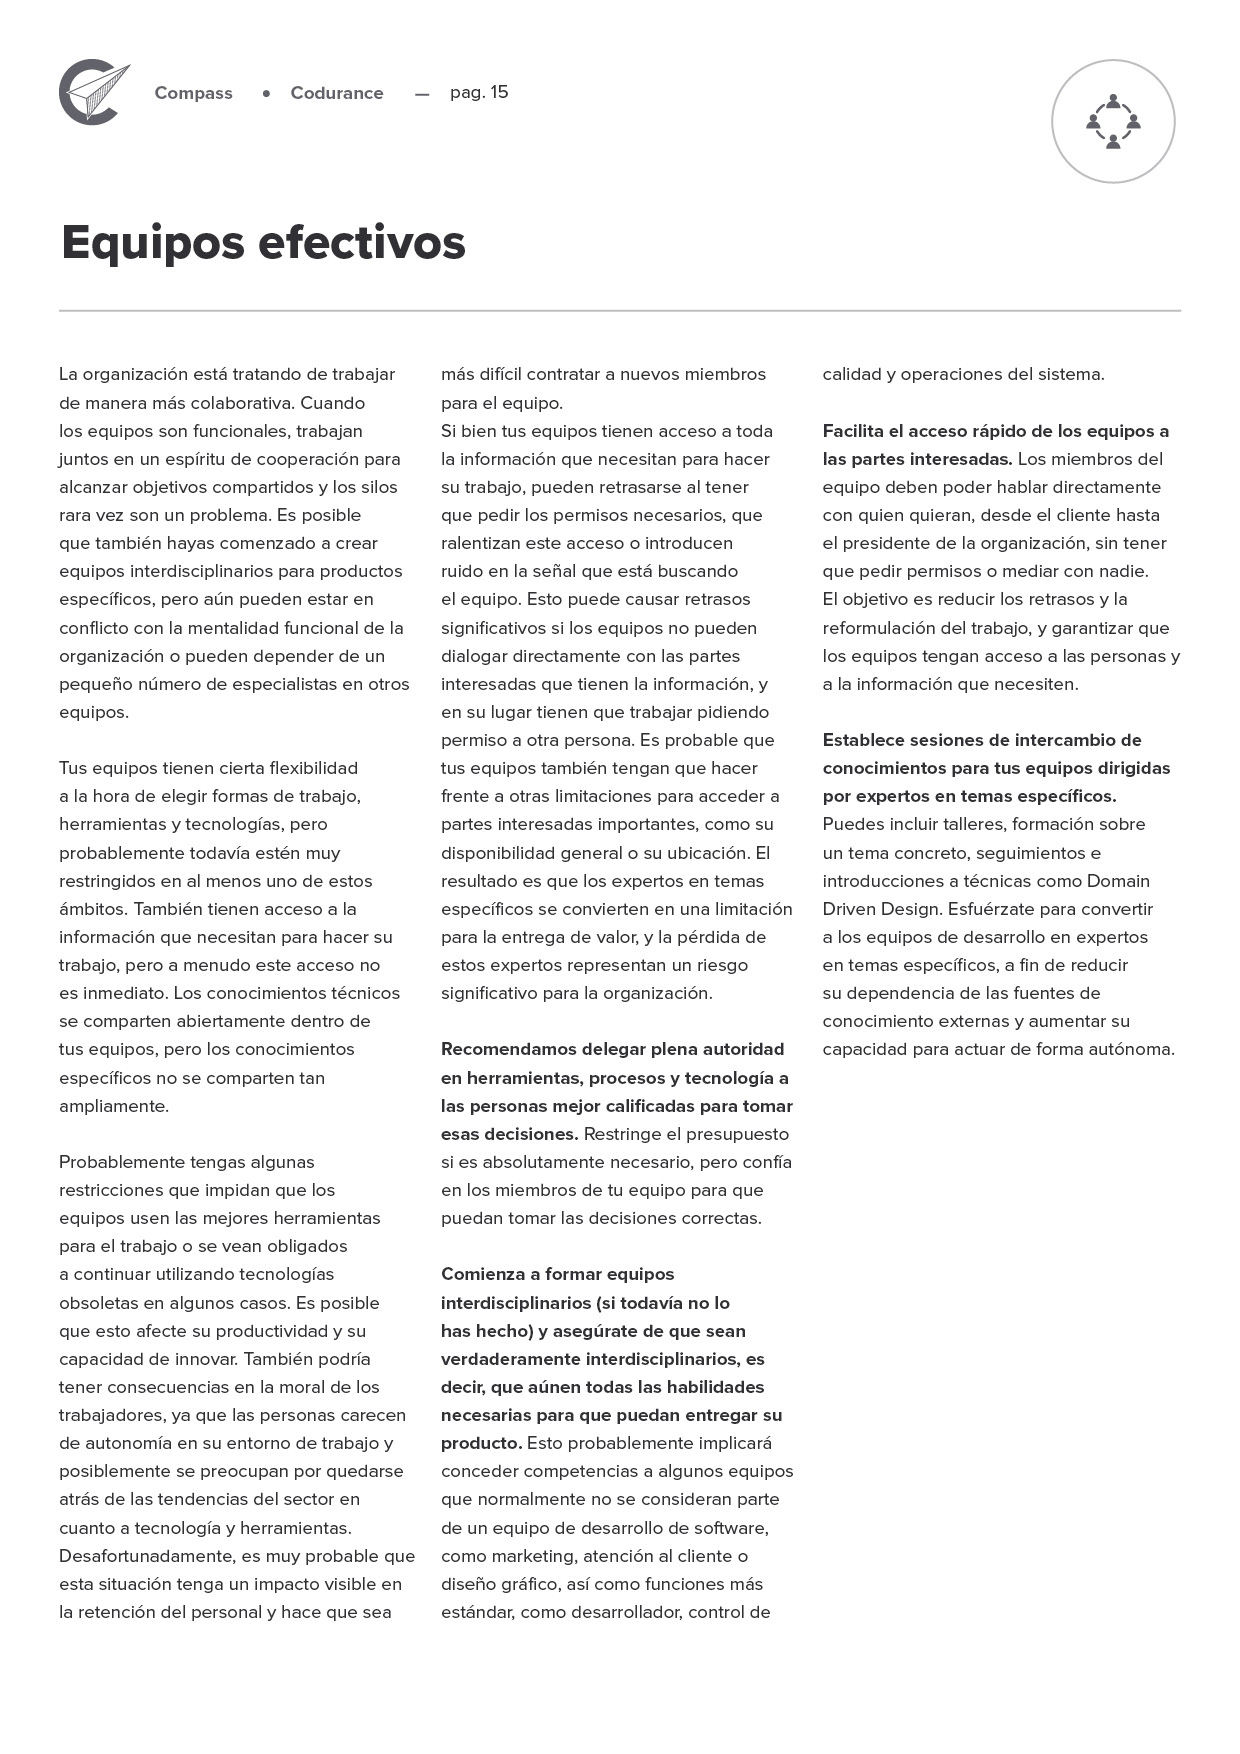 Compass • Codurance — pag. 15
Equipos efectivos
La organización está tratando de trabajar
de manera más colaborativa. Cuando
los equipos son funcionales, trabajan
juntos en un espíritu de cooperación para
alcanzar objetivos compartidos y los silos
rara vez son un problema. Es posible
que también hayas comenzado a crear
equipos interdisciplinarios para productos
específicos, pero aún pueden estar en
conflicto con la mentalidad funcional de la
organización o pueden depender de un
pequeño número de especialistas en otros
equipos.
Tus equipos tienen cierta flexibilidad
a la hora de elegir formas de trabajo,
herramientas y tecnologías, pero
probablemente todavía estén muy
restringidos en al menos uno de estos
ámbitos. También tienen acceso a la
información que necesitan para hacer su
trabajo, pero a menudo este acceso no
es inmediato. Los conocimientos técnicos
se comparten abiertamente dentro de
tus equipos, pero los conocimientos
específicos no se comparten tan
ampliamente.
Probablemente tengas algunas
restricciones que impidan que los
equipos usen las mejores herramientas
para el trabajo o se vean obligados
a continuar utilizando tecnologías
obsoletas en algunos casos. Es posible
que esto afecte su productividad y su
capacidad de innovar. También podría
tener consecuencias en la moral de los
trabajadores, ya que las personas carecen
de autonomía en su entorno de trabajo y
posiblemente se preocupan por quedarse
atrás de las tendencias del sector en
cuanto a tecnología y herramientas.
Desafortunadamente, es muy probable que
esta situación tenga un impacto visible en
la retención del personal y hace que sea
más difícil contratar a nuevos miembros
para el equipo.
Si bien tus equipos tienen acceso a toda
la información que necesitan para hacer
su trabajo, pueden retrasarse al tener
que pedir los permisos necesarios, que
ralentizan este acceso o introducen
ruido en la señal que está buscando
el equipo. Esto puede causar retrasos
significativos si los equipos no pueden
dialogar directamente con las partes
interesadas que tienen la información, y
en su lugar tienen que trabajar pidiendo
permiso a otra persona. Es probable que
tus equipos también tengan que hacer
frente a otras limitaciones para acceder a
partes interesadas importantes, como su
disponibilidad general o su ubicación. El
resultado es que los expertos en temas
específicos se convierten en una limitación
para la entrega de valor, y la pérdida de
estos expertos representan un riesgo
significativo para la organización.
Recomendamos delegar plena autoridad
en herramientas, procesos y tecnología a
las personas mejor calificadas para tomar
esas decisiones. Restringe el presupuesto
si es absolutamente necesario, pero confía
en los miembros de tu equipo para que
puedan tomar las decisiones correctas.
Comienza a formar equipos
interdisciplinarios (si todavía no lo
has hecho) y asegúrate de que sean
verdaderamente interdisciplinarios, es
decir, que aúnen todas las habilidades
necesarias para que puedan entregar su
producto. Esto probablemente implicará
conceder competencias a algunos equipos
que normalmente no se consideran parte
de un equipo de desarrollo de software,
como marketing, atención al cliente o
diseño gráfico, así como funciones más
estándar, como desarrollador, control de
calidad y operaciones del sistema.
Facilita el acceso rápido de los equipos a
las partes interesadas. Los miembros del
equipo deben poder hablar directamente
con quien quieran, desde el cliente hasta
el presidente de la organización, sin tener
que pedir permisos o mediar con nadie.
El objetivo es reducir los retrasos y la
reformulación del trabajo, y garantizar que
los equipos tengan acceso a las personas y
a la información que necesiten.
Establece sesiones de intercambio de
conocimientos para tus equipos dirigidas
por expertos en temas específicos.
Puedes incluir talleres, formación sobre
un tema concreto, seguimientos e
introducciones a técnicas como Domain
Driven Design. Esfuérzate para convertir
a los equipos de desarrollo en expertos
en temas específicos, a fin de reducir
su dependencia de las fuentes de
conocimiento externas y aumentar su
capacidad para actuar de forma autónoma.